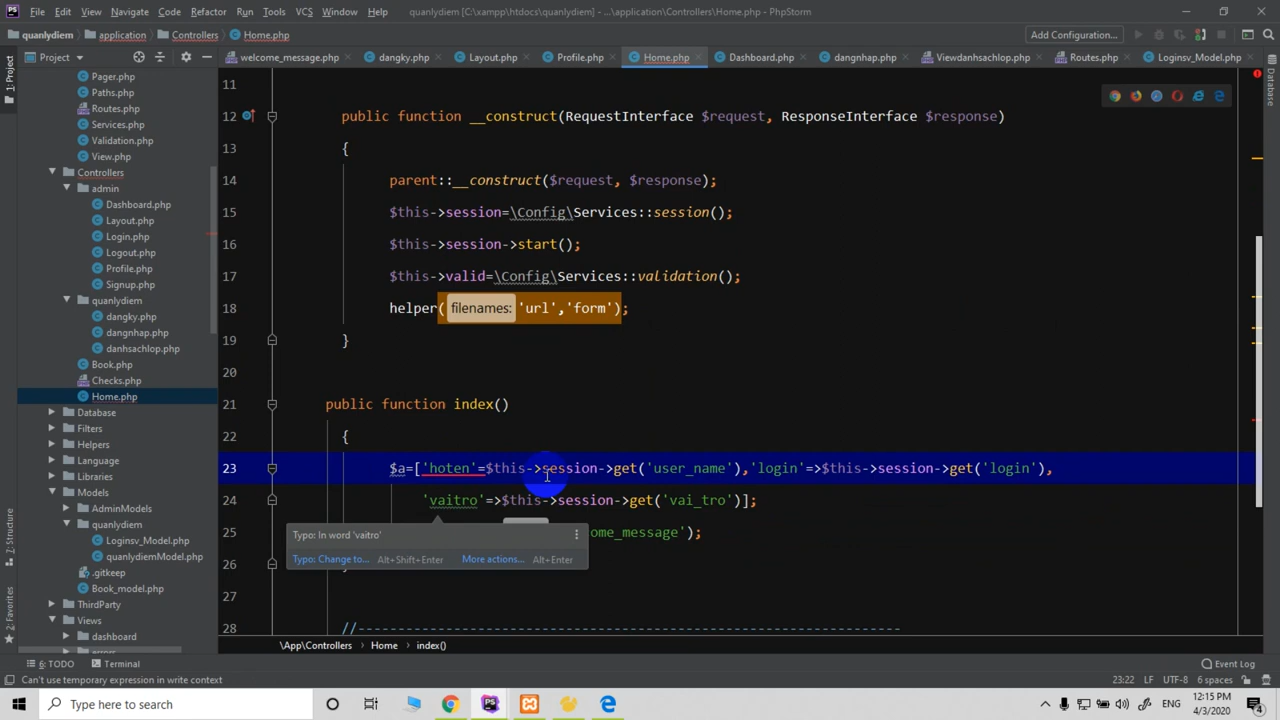 File Edit View Navigate Code Refactor Run Tools VCS Window Help quanlydiem [C:\xampp\htdocs\quanlydiem] - ...\application\Controllers\Home.php - PhpStorm
quanlydiem application Controllers Home.php Add Configuration...
Project welcome_message.php dangky.php Layout.php Profile.php Home.php Dashboard.php dangnhap.php Viewdanhsachlop.php Routes.php Loginsv_Model.php
1: Project
Database
Pager.php
Paths.php
Routes.php
Services.php
Validation.php
View.php
Controllers
admin
Dashboard.php
Layout.php
Login.php
Logout.php
Profile.php
Signup.php
quanlydiem
dangky.php
dangnhap.php
danhsachlop.php
Book.php
Checks.php
Home.php
Database
Filters
Helpers
Language
Libraries
Models
AdminModels
quanlydiem
Loginsv_Model.php
quanlydiemModel.php
.gitkeep
Book_model.php
ThirdParty
Views
dashboard
7: Structure
2: Favorites
11
12 public function __construct(RequestInterface $request, ResponseInterface $response)
13 {
14 parent::__construct($request, $response);
15 $this->session=\Config\Services::session();
16 $this->session->start();
17 $this->valid=\Config\Services::validation();
18 helper( filenames: 'url','form');
19 }
20
21 public function index()
22 {
23 $a=['hoten'=$this->session->get('user_name'),'login'=>$this->session->get('login'),
24 'vaitro'=>$this->session->get('vai_tro')];
25 ome_message');
26
27
28 //--------------------------------------------------------------------
Typo: In word 'vaitro'
Typo: Change to... Alt+Shift+Enter More actions... Alt+Enter
\App\Controllers Home index()
6: TODO Terminal Event Log
Can't use temporary expression in write context 23:22 LF UTF-8 6 spaces
Type here to search ENG 12:15 PM
4/3/2020 4